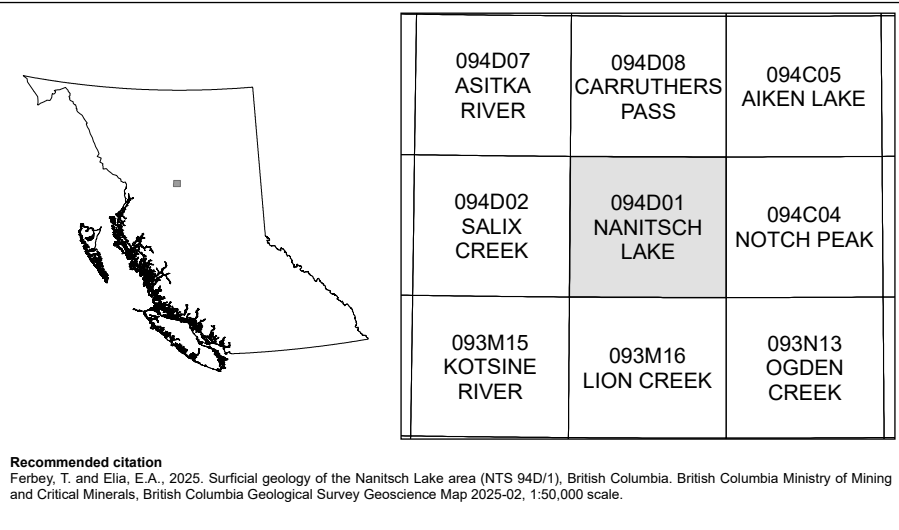 094D07
ASITKA
RIVER
094D08
CARRUTHERS
PASS
094C05
AIKEN LAKE
094D02
SALIX
CREEK
094D01
NANITSCH
LAKE
094C04
NOTCH PEAK
093M15
KOTSINE
RIVER
093M16
LION CREEK
093N13
OGDEN
CREEK
Recommended citation
Ferbey, T. and Elia, E.A., 2025. Surficial geology of the Nanitsch Lake area (NTS 94D/1), British Columbia. British Columbia Ministry of Mining
and Critical Minerals, British Columbia Geological Survey Geoscience Map 2025-02, 1:50,000 scale.